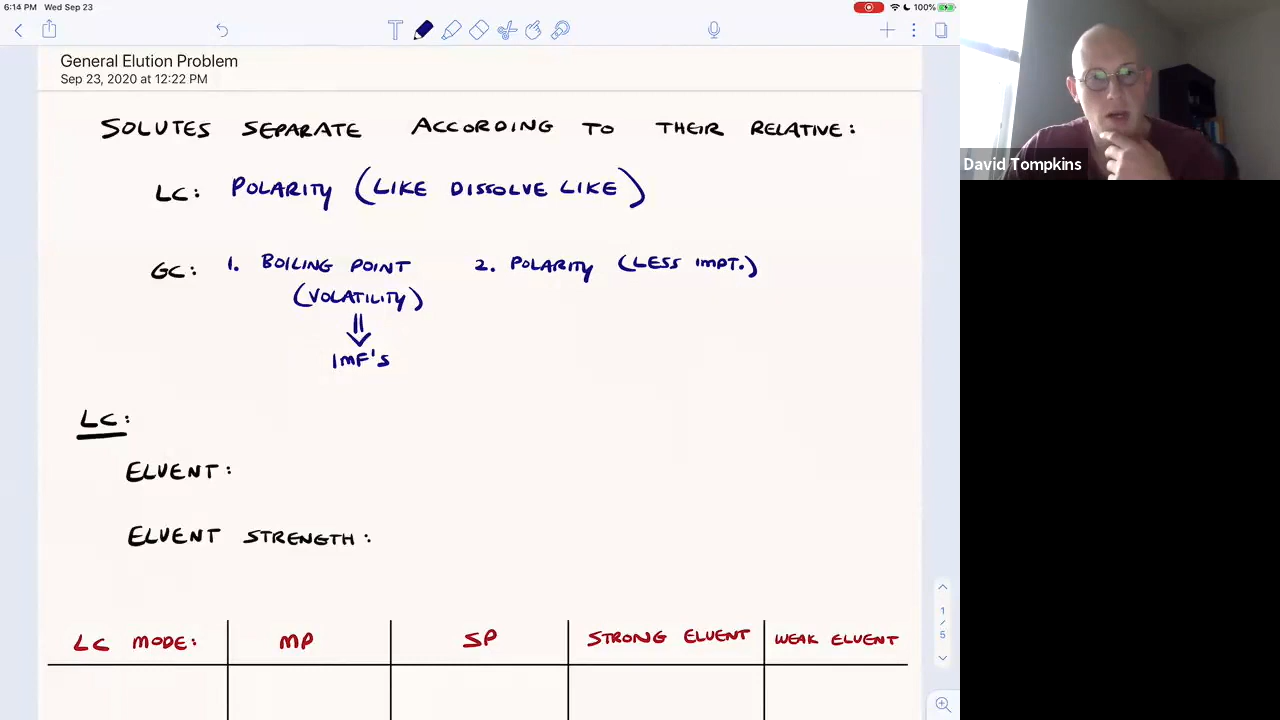 6:14 PM Wed Sep 23
100%
General Elution Problem
Sep 23, 2020 at 12:22 PM
SOLUTES SEPARATE ACCORDING TO THEIR RELATIVE:
LC: POLARITY (LIKE DISSOLVE LIKE)
GC: 1. BOILING POINT 2. POLARITY (LESS IMPT.)
(VOLATILITY)
IMF'S
LC:
ELUENT:
ELUENT STRENGTH:
LC MODE: MP SP STRONG ELUENT WEAK ELUENT
1
/
5
David Tompkins